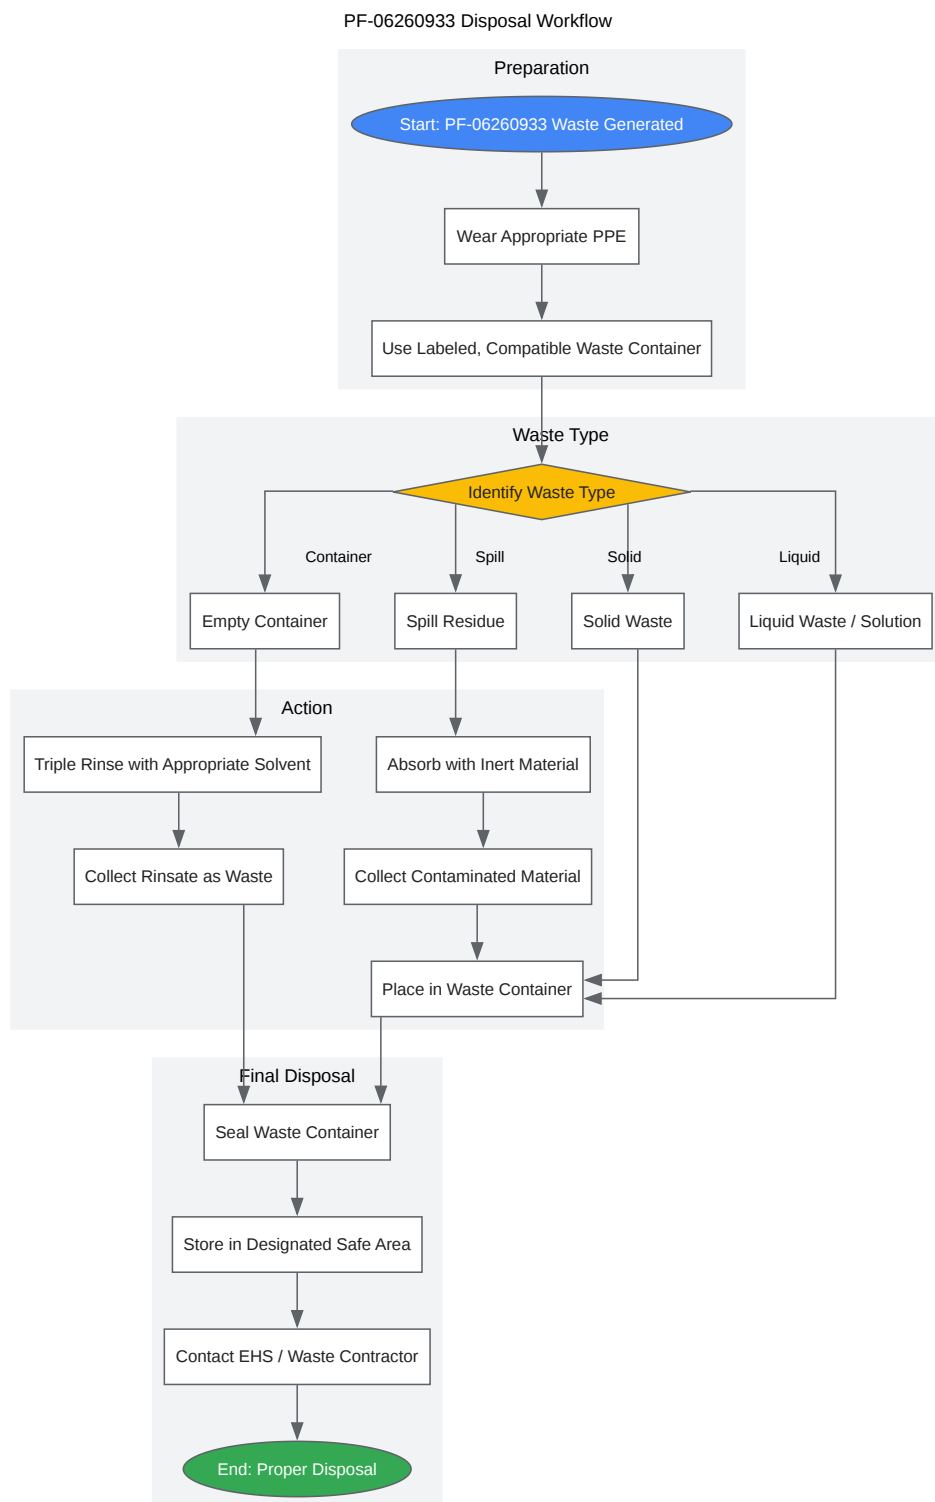 PF-06260933 Disposal Workflow
Preparation
Start: PF-06260933 Waste Generated
Wear Appropriate PPE
Use Labeled, Compatible Waste Container
Waste Type
Identify Waste Type
Container
Spill
Solid
Liquid
Empty Container
Spill Residue
Solid Waste
Liquid Waste / Solution
Action
Triple Rinse with Appropriate Solvent
Absorb with Inert Material
Collect Rinsate as Waste
Collect Contaminated Material
Place in Waste Container
Final Disposal
Seal Waste Container
Store in Designated Safe Area
Contact EHS / Waste Contractor
End: Proper Disposal